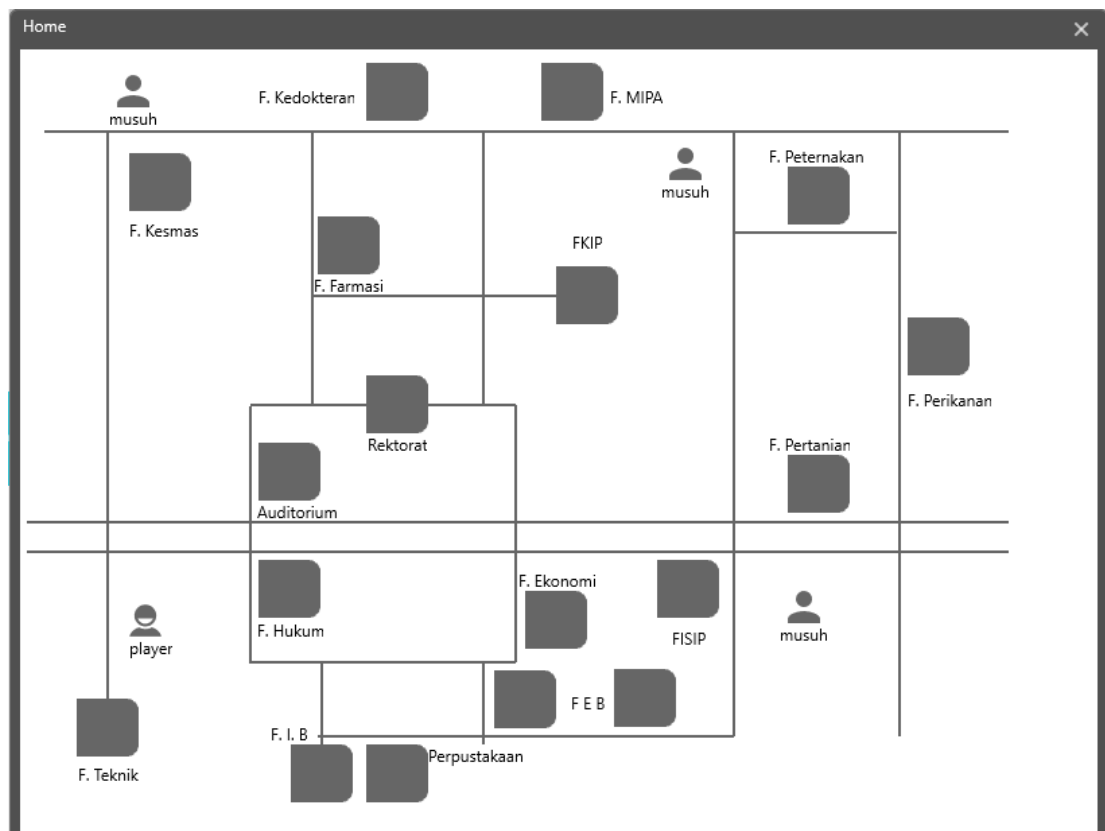 Home
F. Kedokteran
F. MIPA
musuh
F. Peternakan
musuh
F. Kesmas
FKIP
F. Farmasi
F. Perikanan
Rektorat
F. Pertanian
Auditorium
F. Ekonomi
F. Hukum
FISIP
musuh
player
F E B
F. I. B
Perpustakaan
F. Teknik